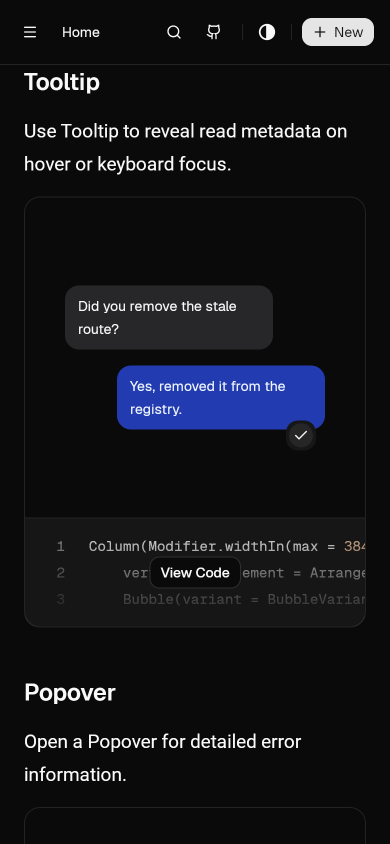 Home
New
Tooltip
Use Tooltip to reveal read metadata on
hover or keyboard focus.
Did you remove the stale
route?
Yes, removed it from the
registry.
1 Column(Modifier.widthIn(max = 384
2 ver View Code ement = Arrange
3 Bubble(variant = BubbleVarian
Popover
Open a Popover for detailed error
information.